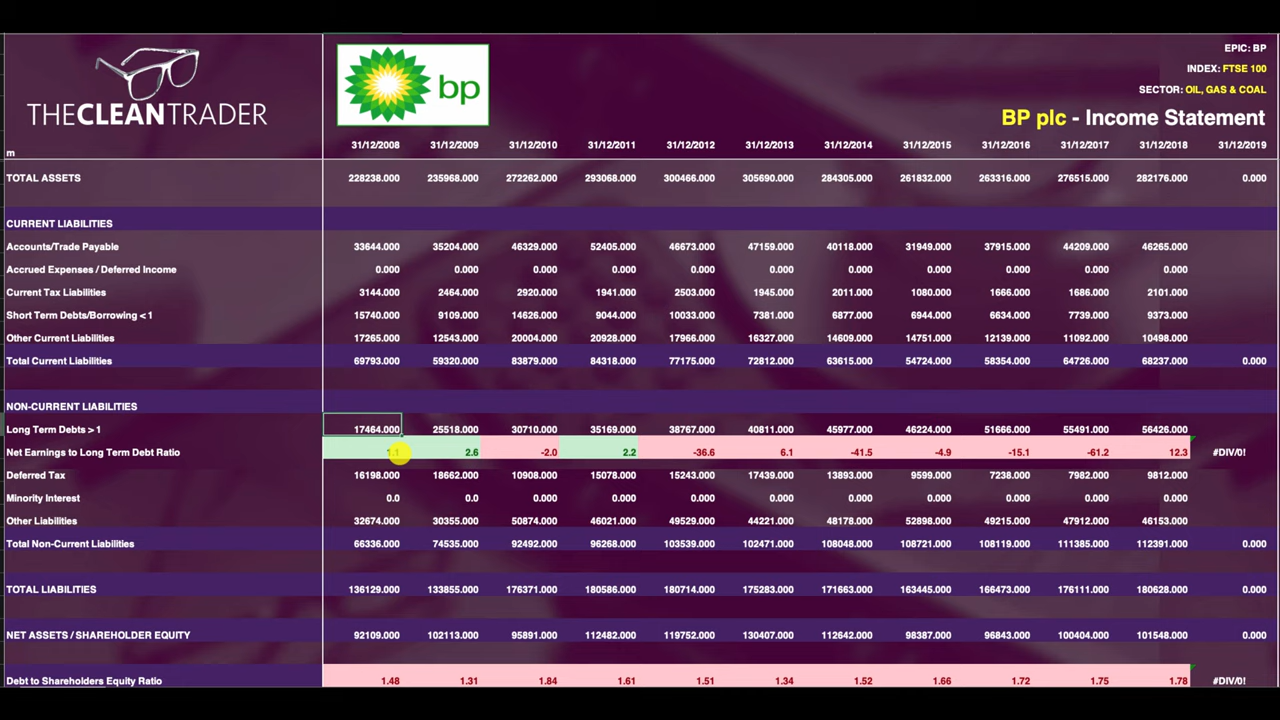 THECLEANTRADER
bp
EPIC: BP
INDEX: FTSE 100
SECTOR: OIL, GAS & COAL
BP plc - Income Statement
m 31/12/2008 31/12/2009 31/12/2010 31/12/2011 31/12/2012 31/12/2013 31/12/2014 31/12/2015 31/12/2016 31/12/2017 31/12/2018 31/12/2019
TOTAL ASSETS 228238.000 235968.000 272262.000 293068.000 300466.000 305690.000 284305.000 261832.000 263316.000 276515.000 282176.000 0.000
CURRENT LIABILITIES
Accounts/Trade Payable 33644.000 35204.000 46329.000 52405.000 46673.000 47159.000 40118.000 31949.000 37915.000 44209.000 46265.000
Accrued Expenses / Deferred Income 0.000 0.000 0.000 0.000 0.000 0.000 0.000 0.000 0.000 0.000 0.000
Current Tax Liabilities 3144.000 2464.000 2920.000 1941.000 2503.000 1945.000 2011.000 1080.000 1666.000 1686.000 2101.000
Short Term Debts/Borrowing < 1 15740.000 9109.000 14626.000 9044.000 10033.000 7381.000 6877.000 6944.000 6634.000 7739.000 9373.000
Other Current Liabilities 17265.000 12543.000 20004.000 20928.000 17966.000 16327.000 14609.000 14751.000 12139.000 11092.000 10498.000
Total Current Liabilities 69793.000 59320.000 83879.000 84318.000 77175.000 72812.000 63615.000 54724.000 58354.000 64726.000 68237.000 0.000
NON-CURRENT LIABILITIES
Long Term Debts > 1 17464.000 25518.000 30710.000 35169.000 38767.000 40811.000 45977.000 46224.000 51666.000 55491.000 56426.000
Net Earnings to Long Term Debt Ratio 1.1 2.6 -2.0 2.2 -36.6 6.1 -41.5 -4.9 -15.1 -61.2 12.3 #DIV/0!
Deferred Tax 16198.000 18662.000 10908.000 15078.000 15243.000 17439.000 13893.000 9599.000 7238.000 7982.000 9812.000
Minority Interest 0.0 0.0 0.000 0.000 0.000 0.000 0.000 0.000 0.000 0.000 0.000
Other Liabilities 32674.000 30355.000 50874.000 46021.000 49529.000 44221.000 48178.000 52898.000 49215.000 47912.000 46153.000
Total Non-Current Liabilities 66336.000 74535.000 92492.000 96268.000 103539.000 102471.000 108048.000 108721.000 108119.000 111385.000 112391.000 0.000
TOTAL LIABILITIES 136129.000 133855.000 176371.000 180586.000 180714.000 175283.000 171663.000 163445.000 166473.000 176111.000 180628.000 0.000
NET ASSETS / SHAREHOLDER EQUITY 92109.000 102113.000 95891.000 112482.000 119752.000 130407.000 112642.000 98387.000 96843.000 100404.000 101548.000 0.000
Debt to Shareholders Equity Ratio 1.48 1.31 1.84 1.61 1.51 1.34 1.52 1.66 1.72 1.75 1.78 #DIV/0!